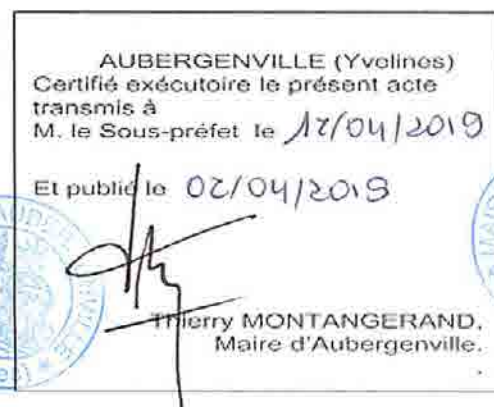 AUBERGENVILLE (Yvelines)
Certifié exécutoire le présent acte
transmis à
M. le Sous-préfet le 17/04/2019
Et publié le 02/04/2019
Thierry MONTANGERAND,
Maire d'Aubergenville.